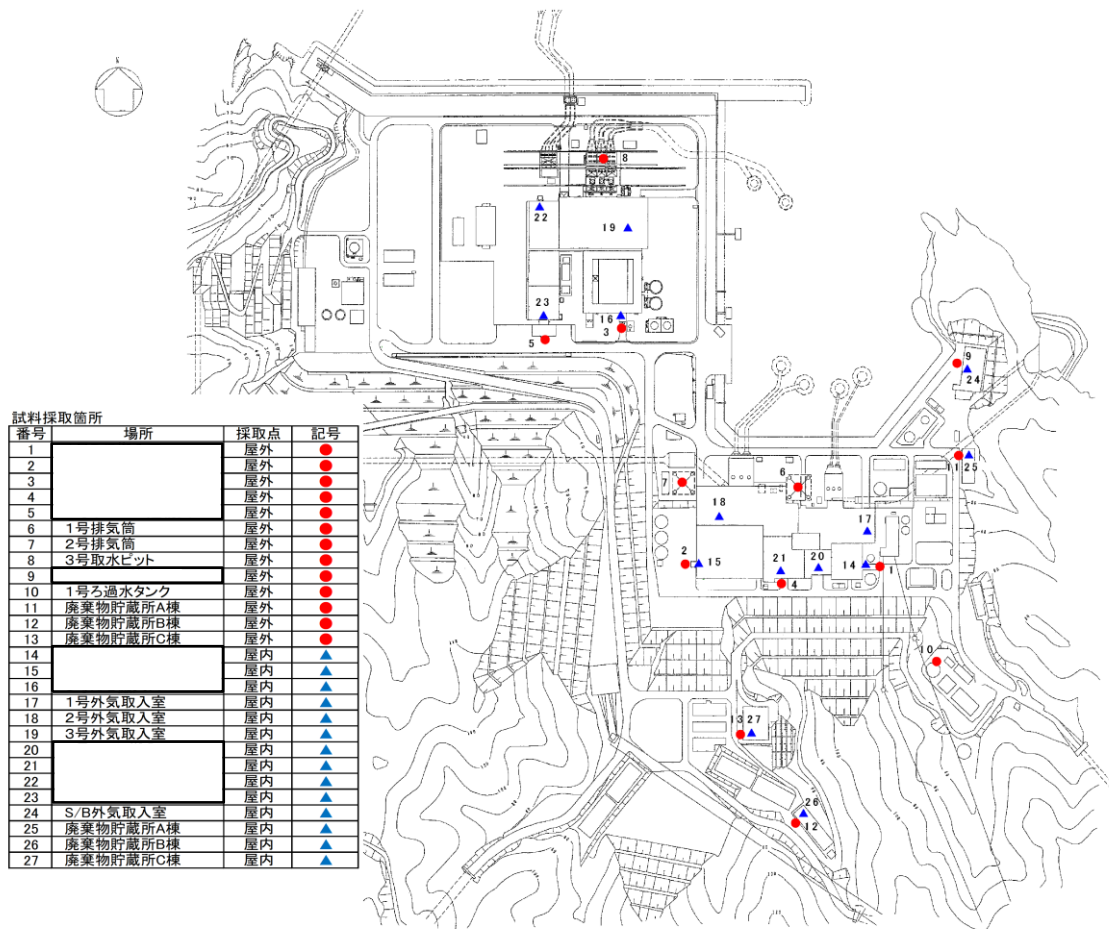 N
8
22
19
23
16
3
5
9
24
試料採取箇所
番号 場所 採取点 記号
1 屋外
2 屋外
3 屋外
4 屋外
5 屋外
6 1号排気筒 屋外
7 2号排気筒 屋外
8 3号取水ピット 屋外
9 屋外
10 1号ろ過水タンク 屋外
11 廃棄物貯蔵所A棟 屋外
12 廃棄物貯蔵所B棟 屋外
13 廃棄物貯蔵所C棟 屋外
14 屋内
15 屋内
16 屋内
17 1号外気取入室 屋内
18 2号外気取入室 屋内
19 3号外気取入室 屋内
20 屋内
21 屋内
22 屋内
23 屋内
24 S/B外気取入室 屋内
25 廃棄物貯蔵所A棟 屋内
26 廃棄物貯蔵所B棟 屋内
27 廃棄物貯蔵所C棟 屋内
11 25
6
7
18
17
2
15
21
20
14
1
4
10
13 27
26
12